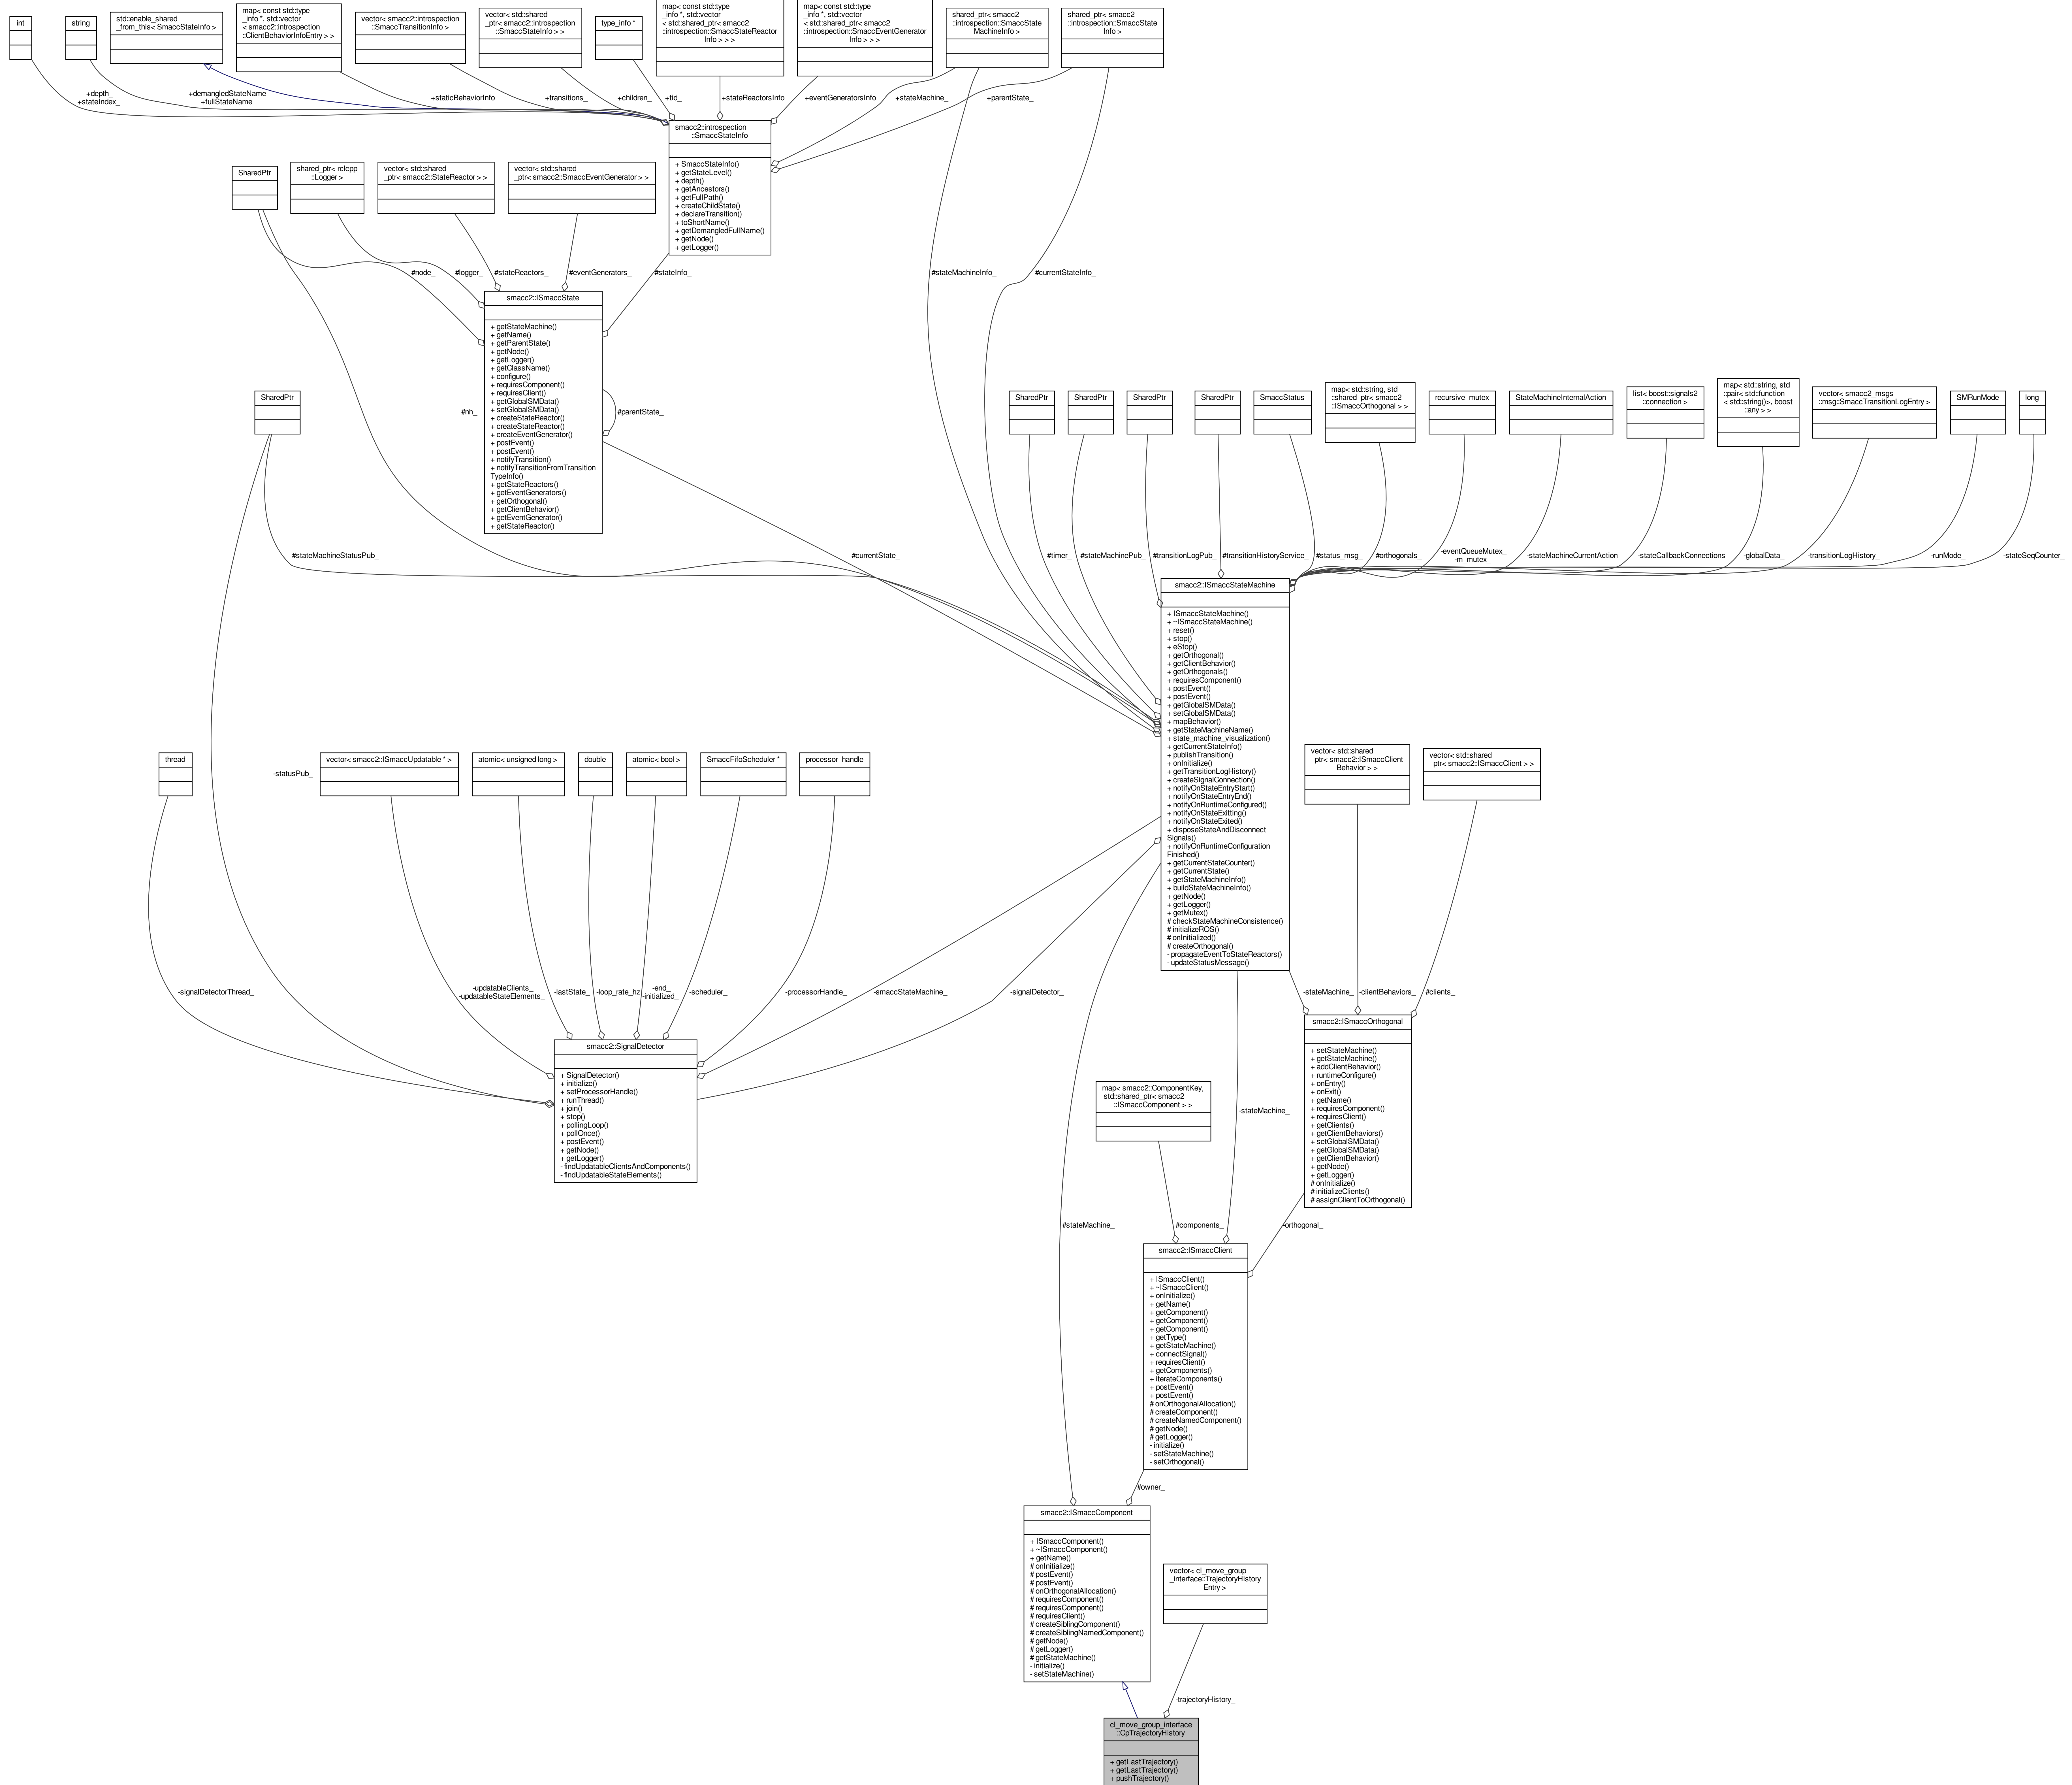 int
string
std::enable_shared
_from_this< SmaccStateInfo >
map< const std::type
_info *, std::vector
< smacc2::introspection
::ClientBehaviorInfoEntry > >
vector< smacc2::introspection
::SmaccTransitionInfo >
vector< std::shared
_ptr< smacc2::introspection
::SmaccStateInfo > >
type_info *
map< const std::type
_info *, std::vector
< std::shared_ptr< smacc2
::introspection::SmaccStateReactor
Info > > >
map< const std::type
_info *, std::vector
< std::shared_ptr< smacc2
::introspection::SmaccEventGenerator
Info > > >
shared_ptr< smacc2
::introspection::SmaccState
MachineInfo >
shared_ptr< smacc2
::introspection::SmaccState
Info >
+depth_
+stateIndex_
+demangledStateName
+fullStateName
+staticBehaviorInfo
+transitions_
+children_
+tid_
+stateReactorsInfo
+eventGeneratorsInfo
+stateMachine_
+parentState_
smacc2::introspection
::SmaccStateInfo
+ SmaccStateInfo()
+ getStateLevel()
+ depth()
+ getAncestors()
+ getFullPath()
+ createChildState()
+ declareTransition()
+ toShortName()
+ getDemangledFullName()
+ getNode()
+ getLogger()
SharedPtr
shared_ptr< rclcpp
::Logger >
vector< std::shared
_ptr< smacc2::StateReactor > >
vector< std::shared
_ptr< smacc2::SmaccEventGenerator > >
#node_
#logger_
#stateReactors_
#eventGenerators_
#stateInfo_
#stateMachineInfo_
#currentStateInfo_
smacc2::ISmaccState
+ getStateMachine()
+ getName()
+ getParentState()
+ getNode()
+ getLogger()
+ getClassName()
+ configure()
+ requiresComponent()
+ requiresClient()
+ getGlobalSMData()
+ setGlobalSMData()
+ createStateReactor()
+ createStateReactor()
+ createEventGenerator()
+ postEvent()
+ postEvent()
+ notifyTransition()
+ notifyTransitionFromTransition
TypeInfo()
+ getStateReactors()
+ getEventGenerators()
+ getOrthogonal()
+ getClientBehavior()
+ getEventGenerator()
+ getStateReactor()
#nh_
#parentState_
SharedPtr
SharedPtr
SharedPtr
SharedPtr
SharedPtr
SmaccStatus
map< std::string, std
::shared_ptr< smacc2
::ISmaccOrthogonal > >
recursive_mutex
StateMachineInternalAction
list< boost::signals2
::connection >
map< std::string, std
::pair< std::function
< std::string()>, boost
::any > >
vector< smacc2_msgs
::msg::SmaccTransitionLogEntry >
SMRunMode
long
#stateMachineStatusPub_
#currentState_
#timer_
#stateMachinePub_
#transitionLogPub_
#transitionHistoryService_
#status_msg_
#orthogonals_
-eventQueueMutex_
-m_mutex_
-stateMachineCurrentAction
-stateCallbackConnections
-globalData_
-transitionLogHistory_
-runMode_
-stateSeqCounter_
smacc2::ISmaccStateMachine
+ ISmaccStateMachine()
+ ~ISmaccStateMachine()
+ reset()
+ stop()
+ eStop()
+ getOrthogonal()
+ getClientBehavior()
+ getOrthogonals()
+ requiresComponent()
+ postEvent()
+ postEvent()
+ getGlobalSMData()
+ setGlobalSMData()
+ mapBehavior()
+ getStateMachineName()
+ state_machine_visualization()
+ getCurrentStateInfo()
+ publishTransition()
+ onInitialize()
+ getTransitionLogHistory()
+ createSignalConnection()
+ notifyOnStateEntryStart()
+ notifyOnStateEntryEnd()
+ notifyOnRuntimeConfigured()
+ notifyOnStateExitting()
+ notifyOnStateExited()
+ disposeStateAndDisconnect
Signals()
+ notifyOnRuntimeConfiguration
Finished()
+ getCurrentStateCounter()
+ getCurrentState()
+ getStateMachineInfo()
+ buildStateMachineInfo()
+ getNode()
+ getLogger()
+ getMutex()
# checkStateMachineConsistence()
# initializeROS()
# onInitialized()
# createOrthogonal()
- propagateEventToStateReactors()
- updateStatusMessage()
thread
-statusPub_
vector< smacc2::ISmaccUpdatable * >
atomic< unsigned long >
double
atomic< bool >
SmaccFifoScheduler *
processor_handle
vector< std::shared
_ptr< smacc2::ISmaccClient
Behavior > >
vector< std::shared
_ptr< smacc2::ISmaccClient > >
-signalDetectorThread_
-updatableClients_
-updatableStateElements_
-lastState_
-loop_rate_hz
-end_
-initialized_
-scheduler_
-processorHandle_
-smaccStateMachine_
-signalDetector_
-stateMachine_
-clientBehaviors_
#clients_
smacc2::SignalDetector
+ SignalDetector()
+ initialize()
+ setProcessorHandle()
+ runThread()
+ join()
+ stop()
+ pollingLoop()
+ pollOnce()
+ postEvent()
+ getNode()
+ getLogger()
- findUpdatableClientsAndComponents()
- findUpdatableStateElements()
smacc2::ISmaccOrthogonal
+ setStateMachine()
+ getStateMachine()
+ addClientBehavior()
+ runtimeConfigure()
+ onEntry()
+ onExit()
+ getName()
+ requiresComponent()
+ requiresClient()
+ getClients()
+ getClientBehaviors()
+ setGlobalSMData()
+ getGlobalSMData()
+ getClientBehavior()
+ getNode()
+ getLogger()
# onInitialize()
# initializeClients()
# assignClientToOrthogonal()
map< smacc2::ComponentKey,
std::shared_ptr< smacc2
::ISmaccComponent > >
-stateMachine_
#stateMachine_
#components_
-orthogonal_
smacc2::ISmaccClient
+ ISmaccClient()
+ ~ISmaccClient()
+ onInitialize()
+ getName()
+ getComponent()
+ getComponent()
+ getComponent()
+ getType()
+ getStateMachine()
+ connectSignal()
+ requiresClient()
+ getComponents()
+ iterateComponents()
+ postEvent()
+ postEvent()
# onOrthogonalAllocation()
# createComponent()
# createNamedComponent()
# getNode()
# getLogger()
- initialize()
- setStateMachine()
- setOrthogonal()
#owner_
smacc2::ISmaccComponent
+ ISmaccComponent()
+ ~ISmaccComponent()
+ getName()
# onInitialize()
# postEvent()
# postEvent()
# onOrthogonalAllocation()
# requiresComponent()
# requiresComponent()
# requiresClient()
# createSiblingComponent()
# createSiblingNamedComponent()
# getNode()
# getLogger()
# getStateMachine()
- initialize()
- setStateMachine()
vector< cl_move_group
_interface::TrajectoryHistory
Entry >
-trajectoryHistory_
cl_move_group_interface
::CpTrajectoryHistory
+ getLastTrajectory()
+ getLastTrajectory()
+ pushTrajectory()